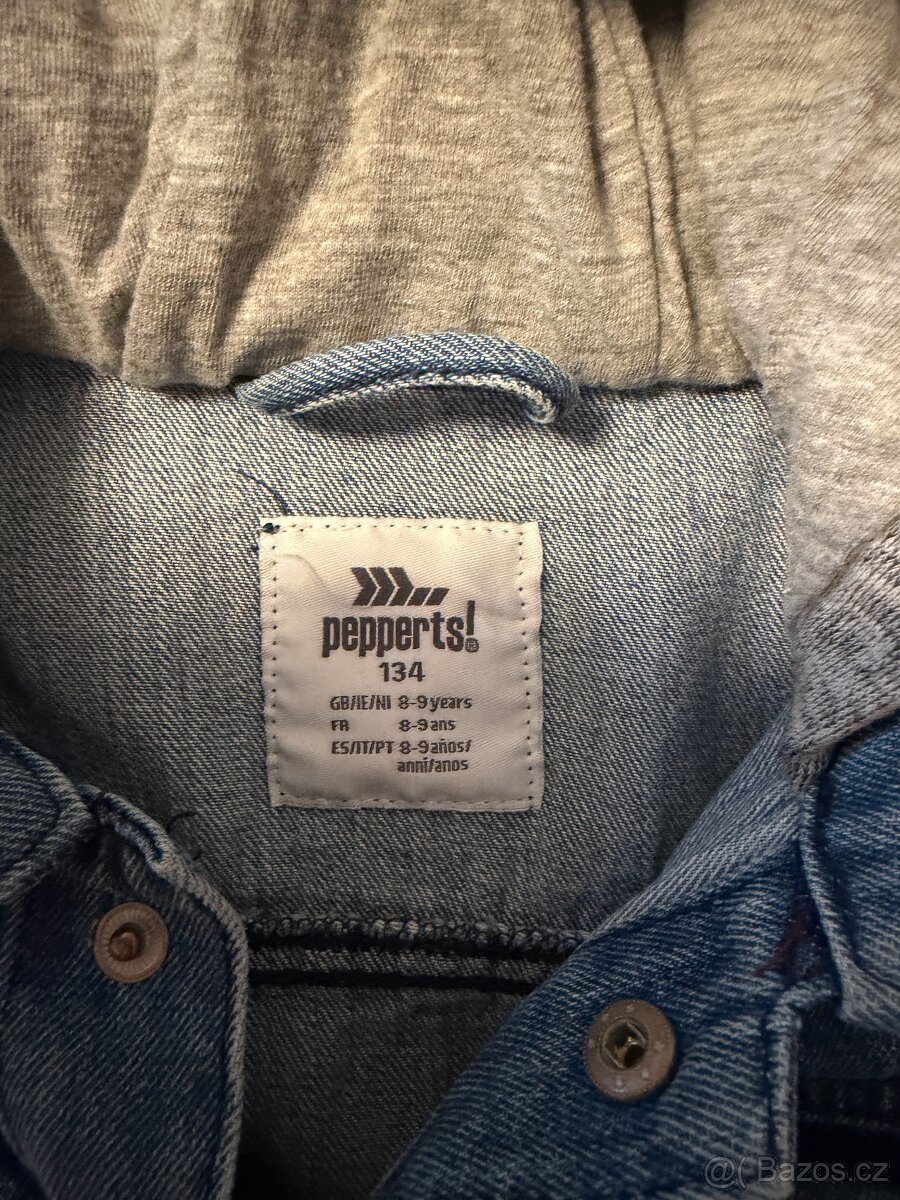 pepperts!
134
GB/IE/NI 8-9 years
FR 8-9 ans
ES/IT/PT 8-9 años/
anni/anos
@( Bazos.cz